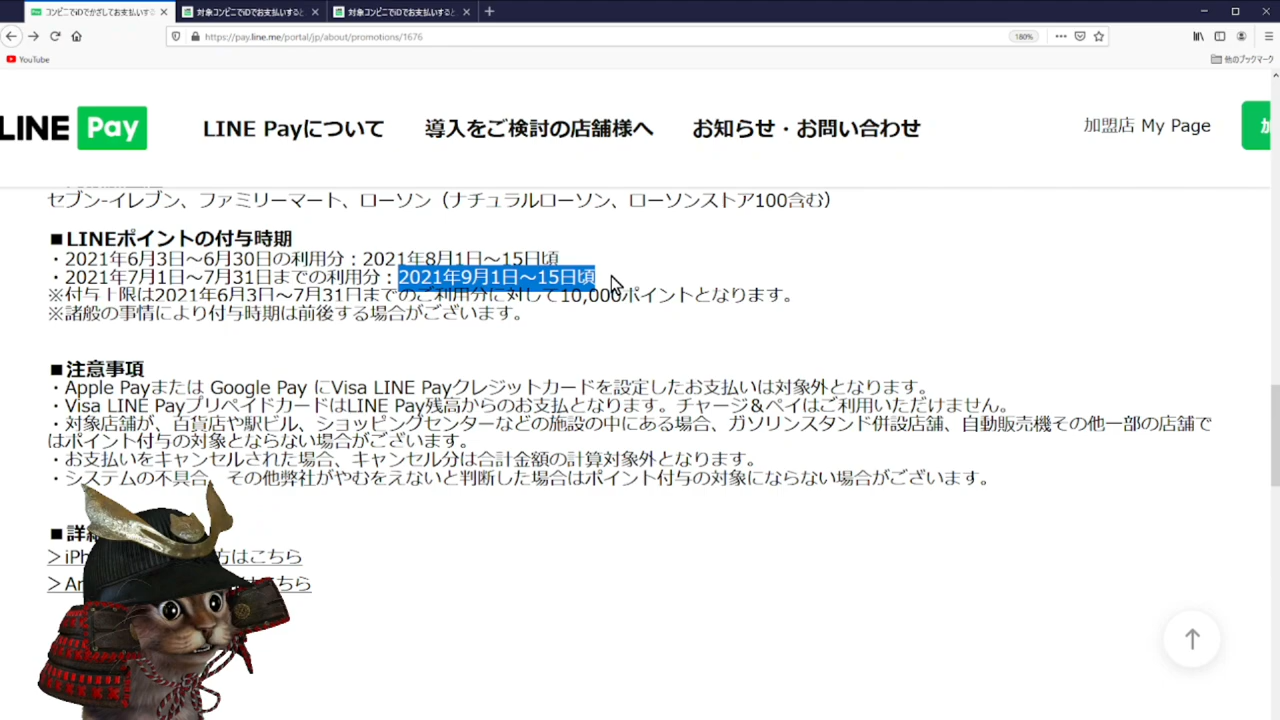 コンビニでiDでかざしてお支払いする
対象コンビニでiDでお支払いすると
対象コンビニでiDでお支払いすると
https://pay.line.me/portal/jp/about/promotions/1676
180%
YouTube
他のブックマーク
LINE Pay
LINE Payについて
導入をご検討の店舗様へ
お知らせ・お問い合わせ
加盟店 My Page
加
セブン-イレブン、ファミリーマート、ローソン（ナチュラルローソン、ローソンストア100含む）
■LINEポイントの付与時期
・2021年6月3日～6月30日の利用分：2021年8月1日～15日頃
・2021年7月1日～7月31日までの利用分：2021年9月1日～15日頃
※付与上限は2021年6月3日～7月31日までのご利用分に対して10,000ポイントとなります。
※諸般の事情により付与時期は前後する場合がございます。
■注意事項
・Apple Payまたは Google Pay にVisa LINE Payクレジットカードを設定したお支払いは対象外となります。
・Visa LINE PayプリペイドカードはLINE Pay残高からのお支払となります。チャージ＆ペイはご利用いただけません。
・対象店舗が、百貨店や駅ビル、ショッピングセンターなどの施設の中にある場合、ガソリンスタンド併設店舗、自動販売機その他一部の店舗で
はポイント付与の対象とならない場合がございます。
・お支払いをキャンセルされた場合、キャンセル分は合計金額の計算対象外となります。
・システムの不具合、その他弊社がやむをえないと判断した場合はポイント付与の対象にならない場合がございます。
■詳細
＞iPh 方はこちら
＞An こちら